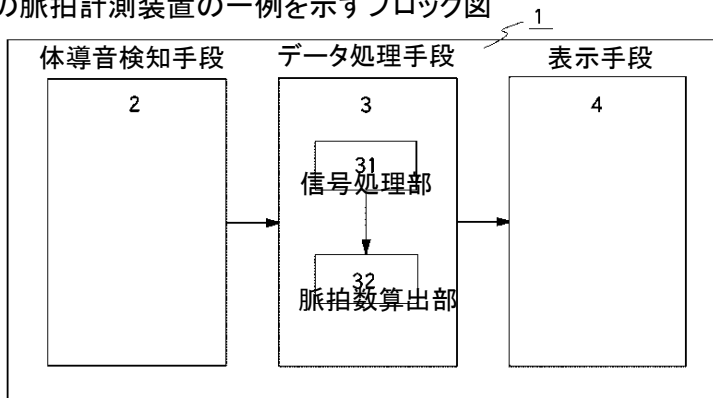 の脈拍計測装置の一例を示すブロック図
1
体導音検知手段 データ処理手段 表示手段
2 3 4
31
信号処理部
32
脈拍数算出部